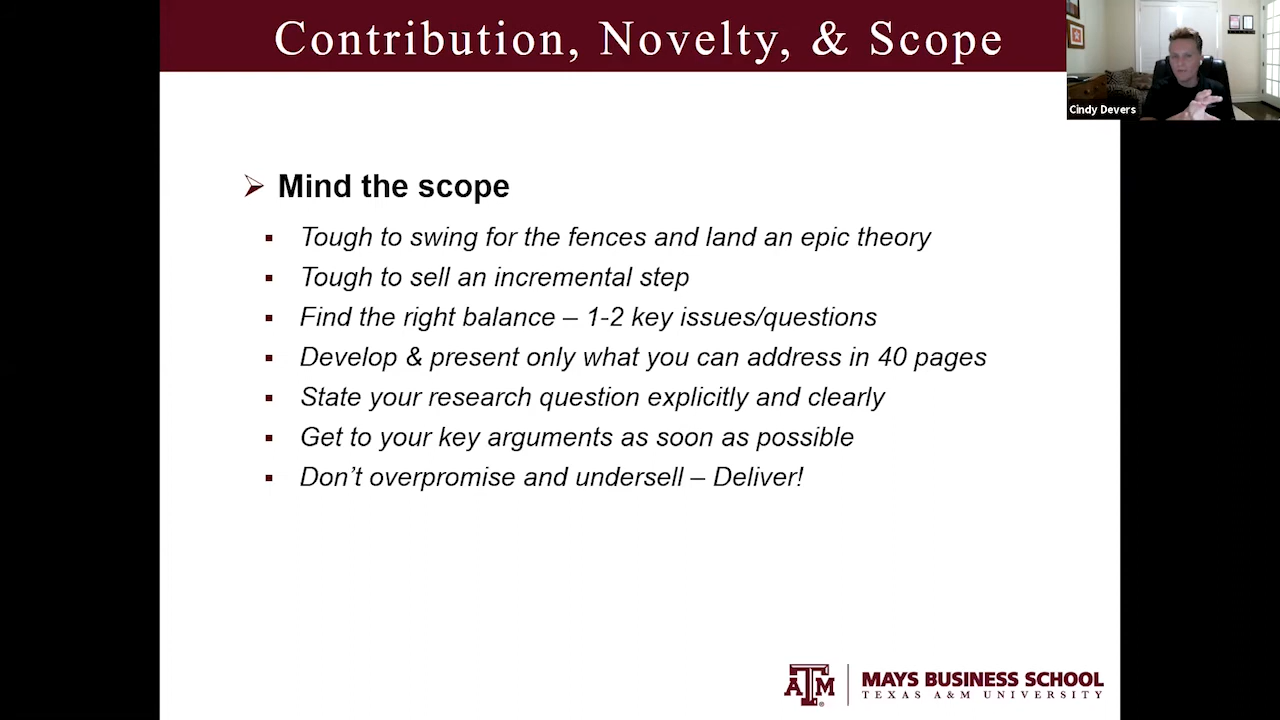 Contribution, Novelty, & Scope
Cindy Devers
Mind the scope
Tough to swing for the fences and land an epic theory
Tough to sell an incremental step
Find the right balance – 1-2 key issues/questions
Develop & present only what you can address in 40 pages
State your research question explicitly and clearly
Get to your key arguments as soon as possible
Don’t overpromise and undersell – Deliver!
ATM
MAYS BUSINESS SCHOOL
TEXAS A&M UNIVERSITY